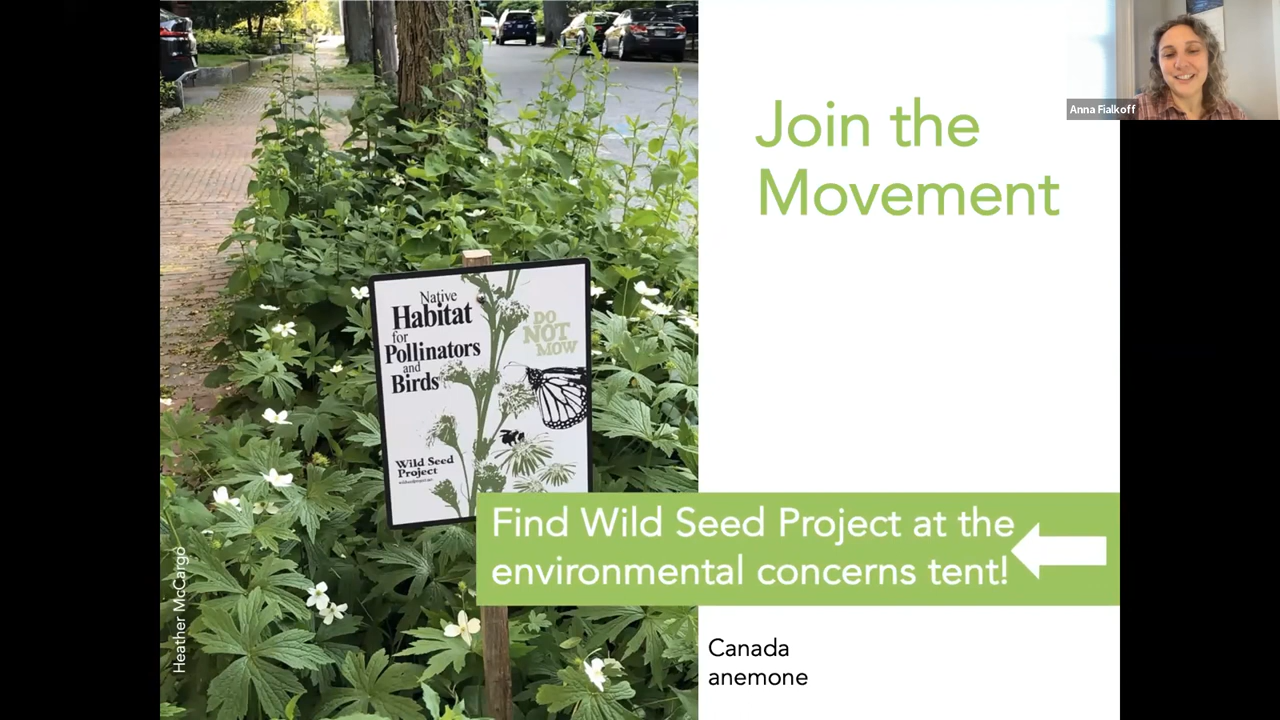 Anna Fialkoff
Join the
Movement
Native
Habitat
for
Pollinators
and
Birds
DO
NOT
MOW
Wild Seed
Project
Find Wild Seed Project at the
environmental concerns tent!
Heather McCargo
Canada
anemone